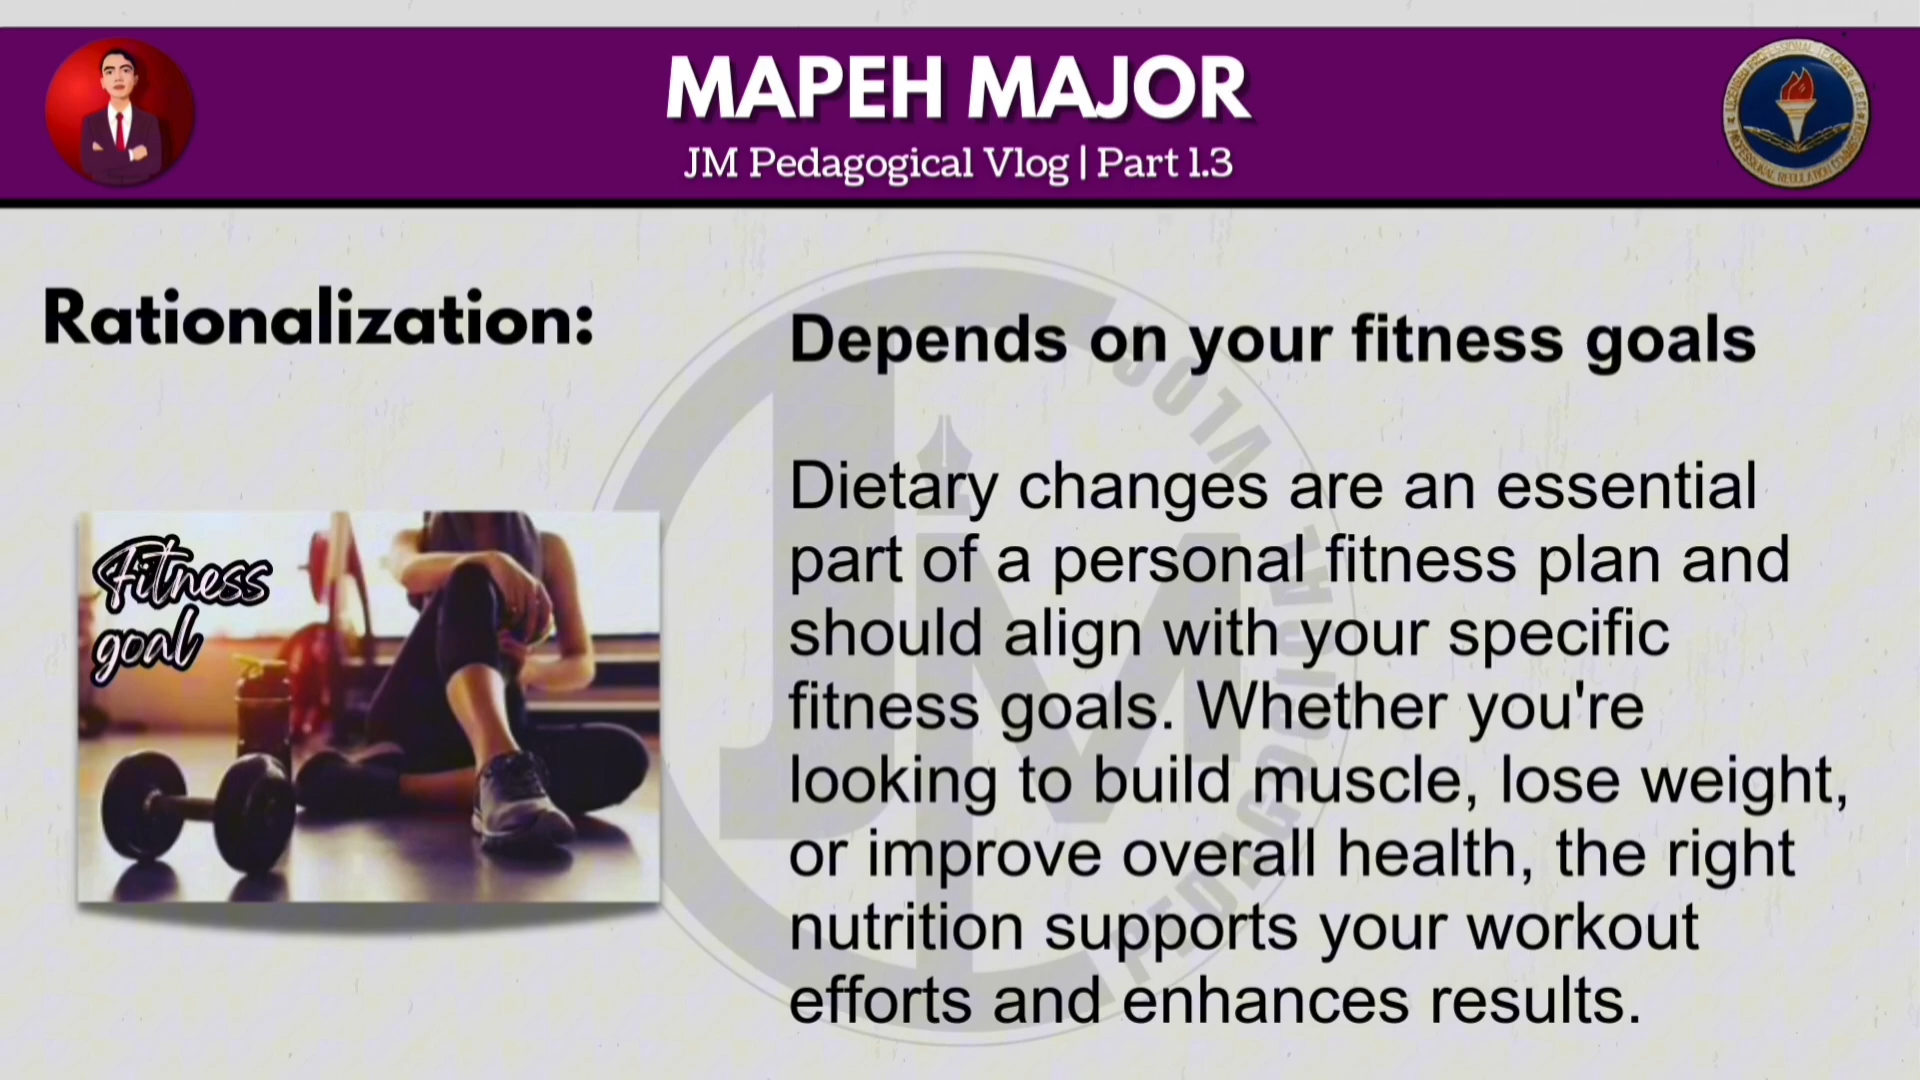 MAPEH MAJOR
JM Pedagogical Vlog | Part 1.3
Rationalization:
Fitness
goal
Depends on your fitness goals
Dietary changes are an essential
part of a personal fitness plan and
should align with your specific
fitness goals. Whether you're
looking to build muscle, lose weight,
or improve overall health, the right
nutrition supports your workout
efforts and enhances results.